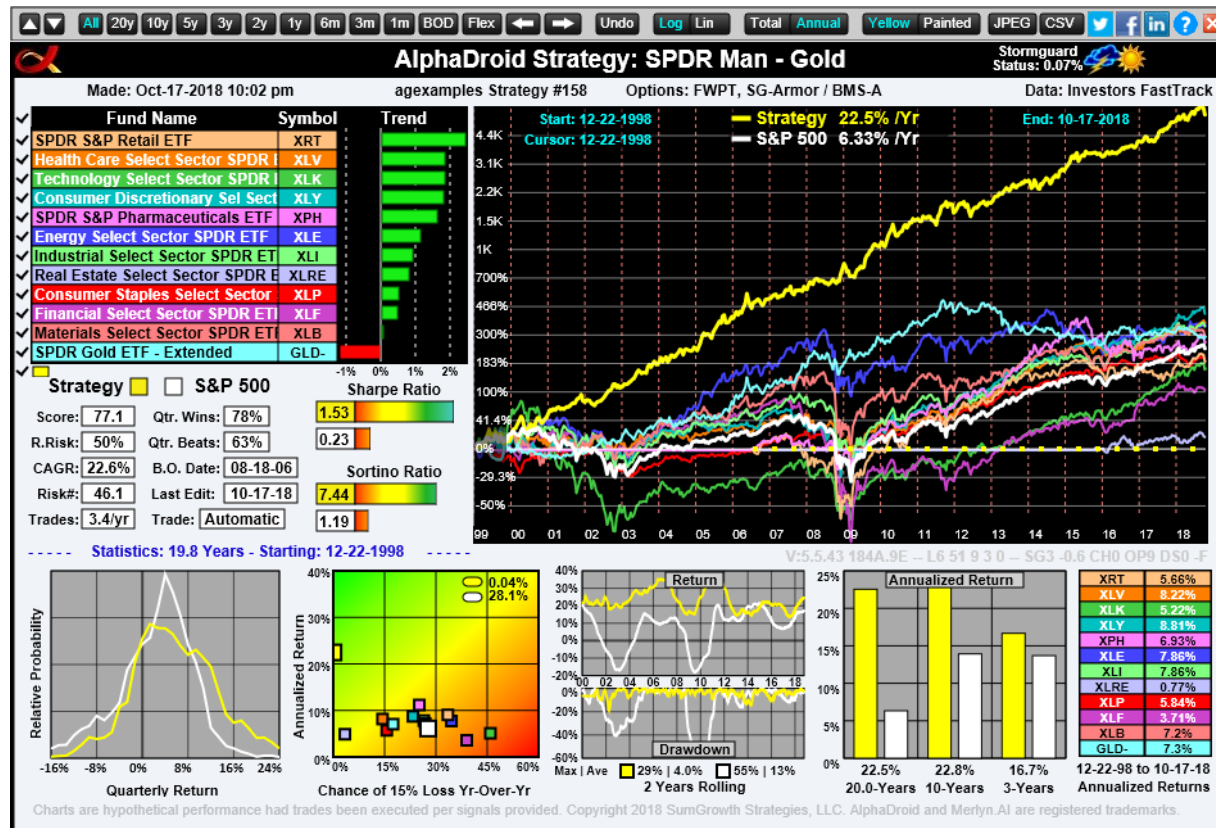 All 20y 10y 5y 3y 2y 1y 6m 3m 1m BOD Flex Undo Log Lin Total Annual Yellow Painted JPEG CSV
AlphaDroid Strategy: SPDR Man - Gold
Stormguard
Status: 0.07%
Made: Oct-17-2018 10:02 pm agexamples Strategy #158 Options: FWPT, SG-Armor / BMS-A Data: Investors FastTrack
Fund Name Symbol Trend
SPDR S&P Retail ETF XRT
Health Care Select Sector SPDR XLV
Technology Select Sector SPDR XLK
Consumer Discretionary Sel Sect XLY
SPDR S&P Pharmaceuticals ETF XPH
Energy Select Sector SPDR ETF XLE
Industrial Select Sector SPDR ET XLI
Real Estate Select Sector SPDR E XLRE
Consumer Staples Select Sector XLP
Financial Select Sector SPDR ETF XLF
Materials Select Sector SPDR ETF XLB
SPDR Gold ETF - Extended GLD-
-1% 0% 1% 2%
Start: 12-22-1998
Cursor: 12-22-1998
Strategy 22.5% /Yr
S&P 500 6.33% /Yr
End: 10-17-2018
4.4K
3.1K
2.2K
1.5K
1K
700%
466%
300%
183%
100%
41.4%
0%
-29.3%
-50%
99 00 01 02 03 04 05 06 07 08 09 10 11 12 13 14 15 16 17 18
Strategy S&P 500
Score: 77.1 Qtr. Wins: 78%
R.Risk: 50% Qtr. Beats: 63%
CAGR: 22.6% B.O. Date: 08-18-06
Risk#: 46.1 Last Edit: 10-17-18
Trades: 3.4/yr Trade: Automatic
Sharpe Ratio
1.53
0.23
Sortino Ratio
7.44
1.19
- - - - - Statistics: 19.8 Years - Starting: 12-22-1998 - - - - -
V:5.5.43 184A.9E -- L6 51 9 3 0 -- SG3 -0.6 CH0 OP9 DS0 -F
Relative Probability
-16% -8% 0% 8% 16% 24%
Quarterly Return
Annualized Return
40%
30%
20%
10%
0%
0.04%
28.1%
0% 15% 30% 45% 60%
Chance of 15% Loss Yr-Over-Yr
Return
40%
30%
20%
10%
0%
-10%
-20%
00 02 04 06 08 10 12 14 16 18
0%
-20%
-40%
-60%
Drawdown
Max | Ave 29% | 4.0% 55% | 13%
2 Years Rolling
Annualized Return
25%
20%
15%
10%
5%
0%
22.5% 22.8% 16.7%
20.0-Years 10-Years 3-Years
XRT 5.66%
XLV 8.22%
XLK 5.22%
XLY 8.81%
XPH 6.93%
XLE 7.86%
XLI 7.86%
XLRE 0.77%
XLP 5.84%
XLF 3.71%
XLB 7.2%
GLD- 7.3%
12-22-98 to 10-17-18
Annualized Returns
Charts are hypothetical performance had trades been executed per signals provided. Copyright 2018 SumGrowth Strategies, LLC. AlphaDroid and Merlyn.AI are registered trademarks.